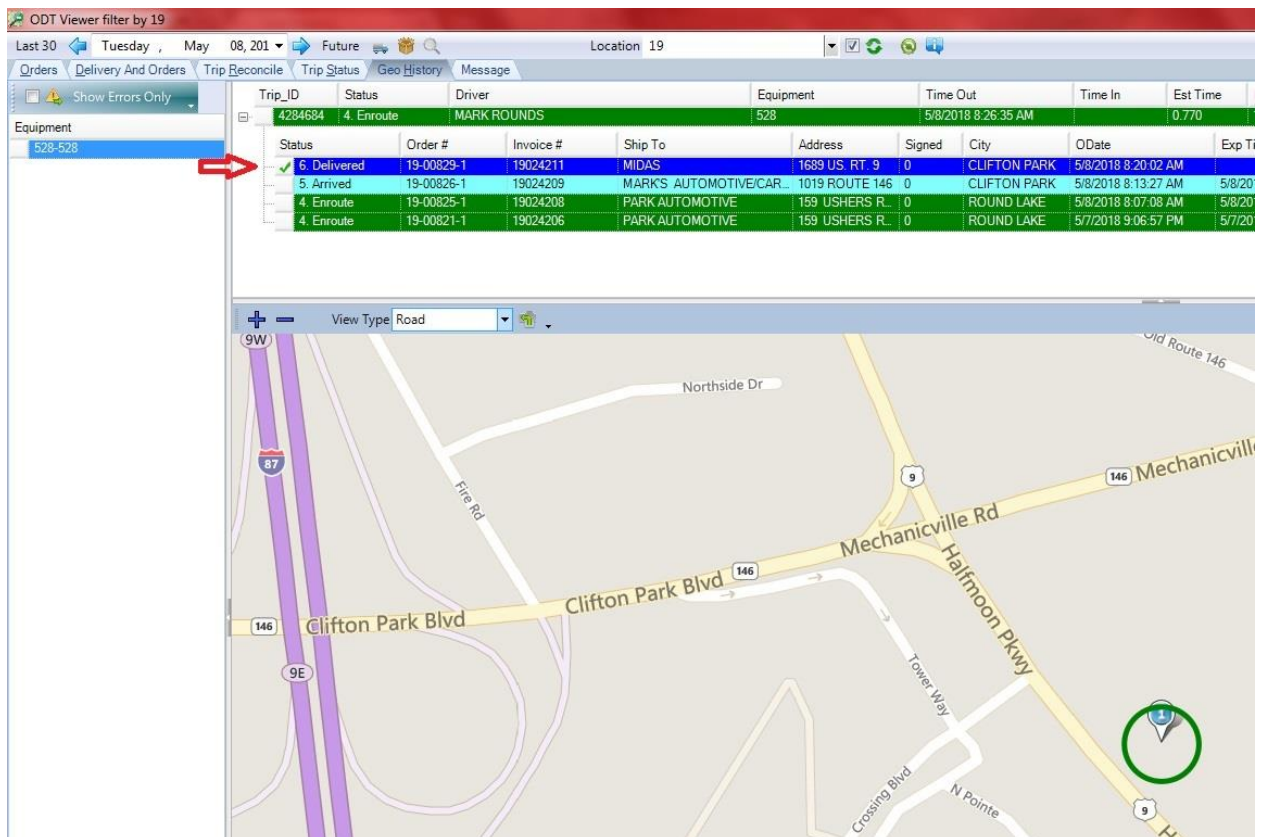 ODT Viewer filter by 19
Last 30 Tuesday , May 08, 201 Future Location 19
Orders Delivery And Orders Trip Reconcile Trip Status Geo History Message
Show Errors Only
Equipment
528-528
Trip_ID Status Driver Equipment Time Out Time In Est Time
4284684 4. Enroute MARK ROUNDS 528 5/8/2018 8:26:35 AM 0.770
Status Order # Invoice # Ship To Address Signed City ODate Exp Ti
6. Delivered 19-00829-1 19024211 MIDAS 1689 US. RT. 9 0 CLIFTON PARK 5/8/2018 8:20:02 AM
5. Arrived 19-00826-1 19024209 MARK'S AUTOMOTIVE/CAR... 1019 ROUTE 146 0 CLIFTON PARK 5/8/2018 8:13:27 AM 5/8/20
4. Enroute 19-00825-1 19024208 PARK AUTOMOTIVE 159 USHERS R... 0 ROUND LAKE 5/8/2018 8:07:08 AM 5/8/20
4. Enroute 19-00821-1 19024206 PARK AUTOMOTIVE 159 USHERS R... 0 ROUND LAKE 5/7/2018 9:06:57 PM 5/7/20
View Type Road
9W
Old Route 146
Northside Dr
87
9
146 Mechanicville
Fire Rd
Mechanicville Rd
146
Clifton Park Blvd
Halfmoon Pkwy
146 Clifton Park Blvd
9E
Tower Way
1
Crossing Blvd
N Pointe
9
H